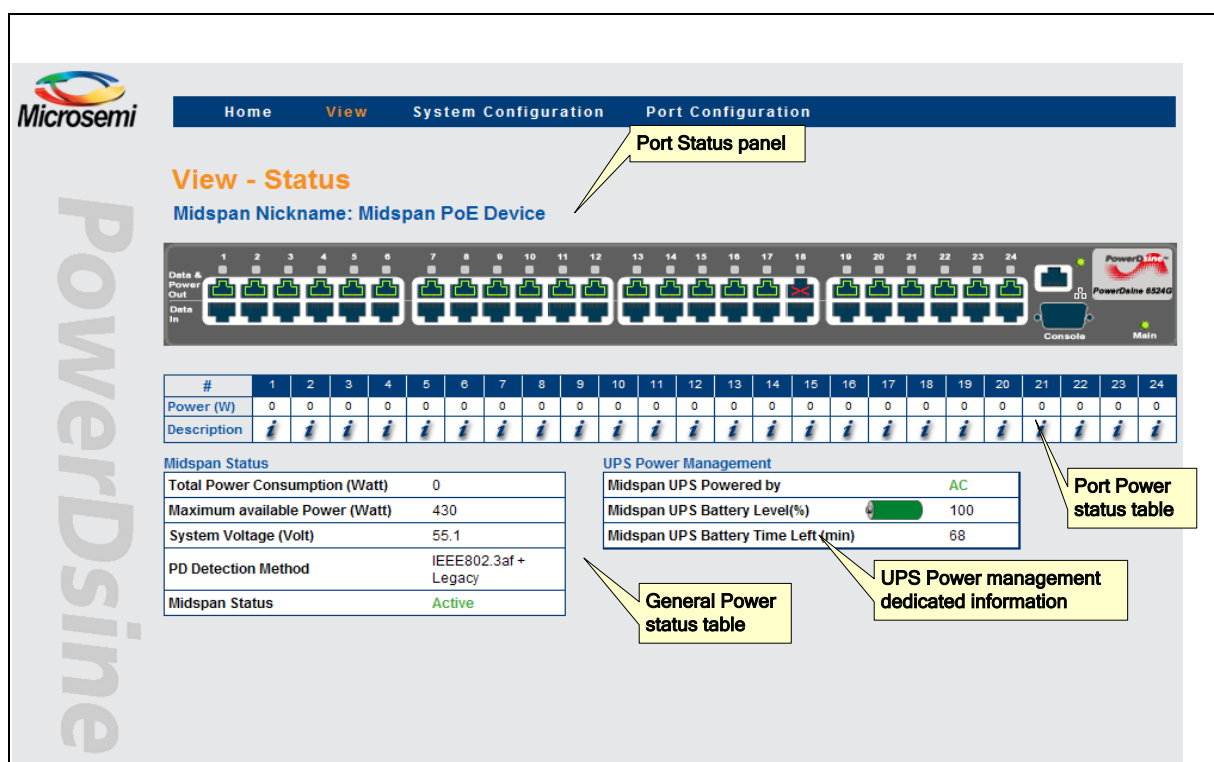 Microsemi
Home View System Configuration Port Configuration
Port Status panel
View - Status
Midspan Nickname: Midspan PoE Device
PowerDsine
1 2 3 4 5 6 7 8 9 10 11 12 13 14 15 16 17 18 19 20 21 22 23 24
Data &
Power
Out
Data
In
PowerDsine
PowerDsine 6524G
Console
Main
# 1 2 3 4 5 6 7 8 9 10 11 12 13 14 15 16 17 18 19 20 21 22 23 24
Power (W) 0 0 0 0 0 0 0 0 0 0 0 0 0 0 0 0 0 0 0 0 0 0 0 0
Description i i i i i i i i i i i i i i i i i i i i i i i i
Midspan Status
Total Power Consumption (Watt) 0
Maximum available Power (Watt) 430
System Voltage (Volt) 55.1
PD Detection Method IEEE802.3af +
Legacy
Midspan Status Active
UPS Power Management
Midspan UPS Powered by AC
Midspan UPS Battery Level(%) 100
Midspan UPS Battery Time Left (min) 68
Port Power
status table
UPS Power management
dedicated information
General Power
status table